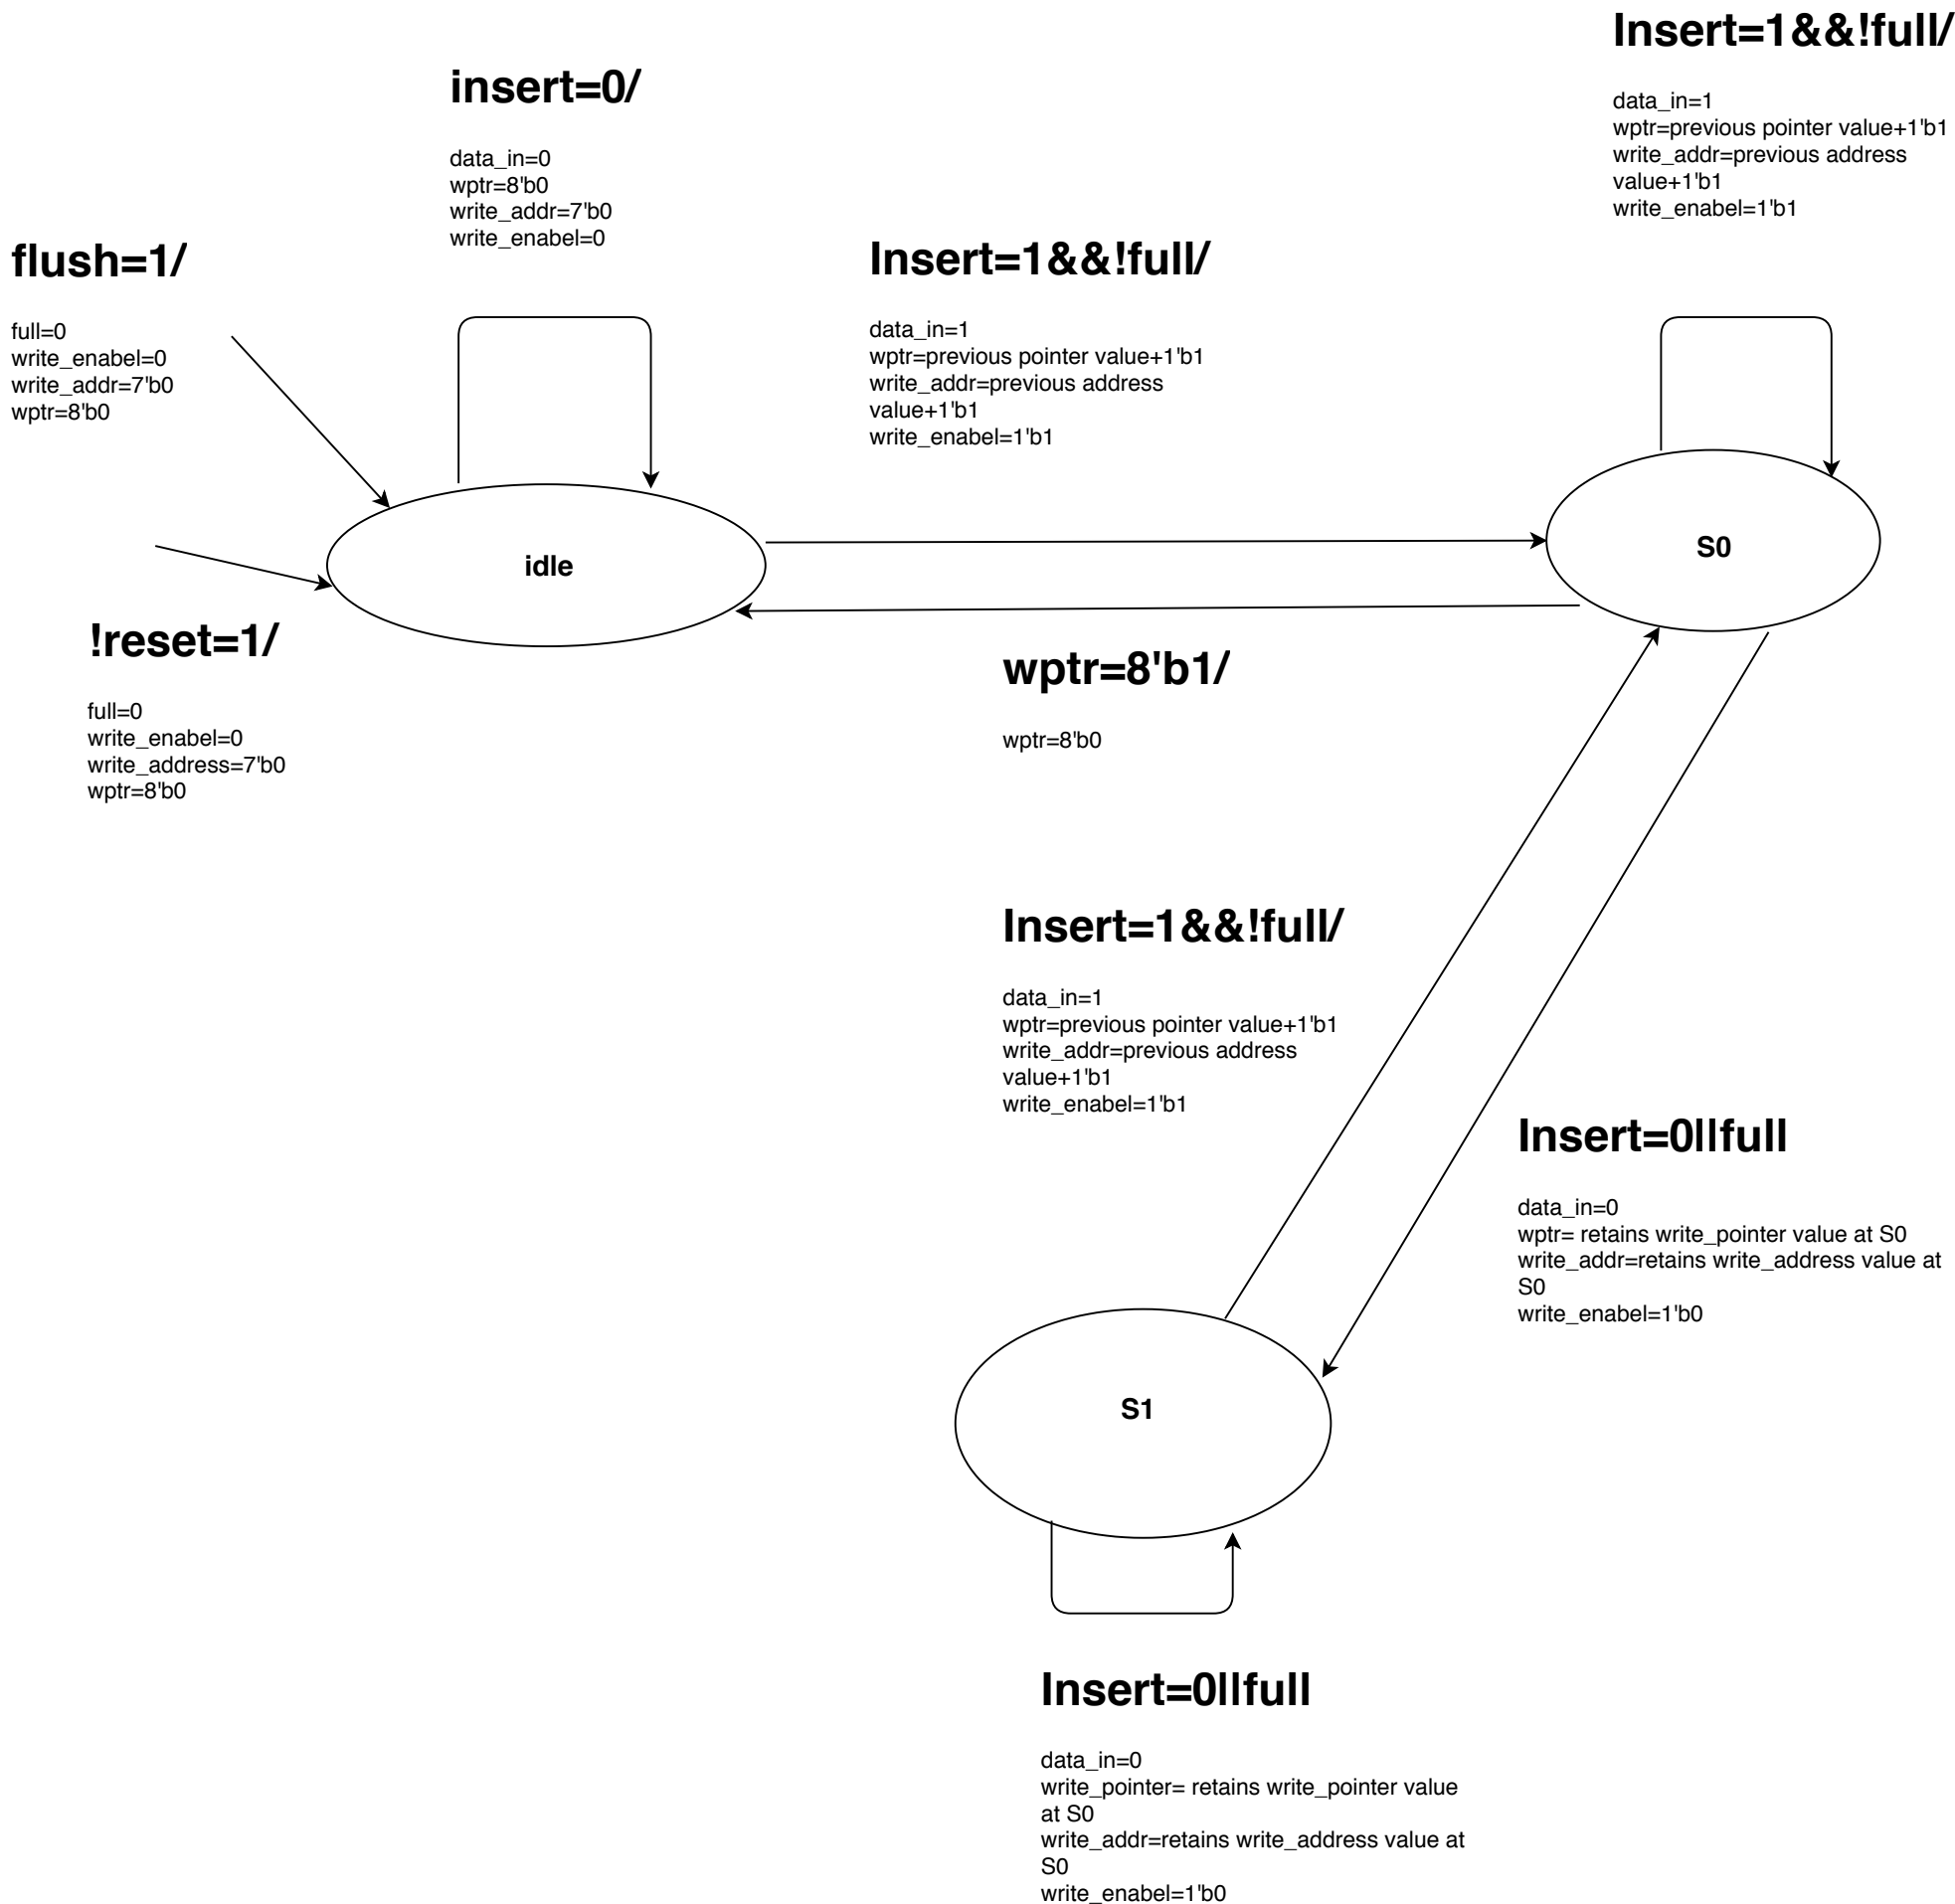 Insert=1&&!full/
data_in=1
wptr=previous pointer value+1'b1
write_addr=previous address
value+1'b1
write_enabel=1'b1
insert=0/
data_in=0
wptr=8'b0
write_addr=7'b0
write_enabel=0
flush=1/
full=0
write_enabel=0
write_addr=7'b0
wptr=8'b0
Insert=1&&!full/
data_in=1
wptr=previous pointer value+1'b1
write_addr=previous address
value+1'b1
write_enabel=1'b1
idle
S0
!reset=1/
full=0
write_enabel=0
write_address=7'b0
wptr=8'b0
wptr=8'b1/
wptr=8'b0
Insert=1&&!full/
data_in=1
wptr=previous pointer value+1'b1
write_addr=previous address
value+1'b1
write_enabel=1'b1
Insert=0llfull
data_in=0
wptr= retains write_pointer value at S0
write_addr=retains write_address value at
S0
write_enabel=1'b0
S1
Insert=0llfull
data_in=0
write_pointer= retains write_pointer value
at S0
write_addr=retains write_address value at
S0
write_enabel=1'b0